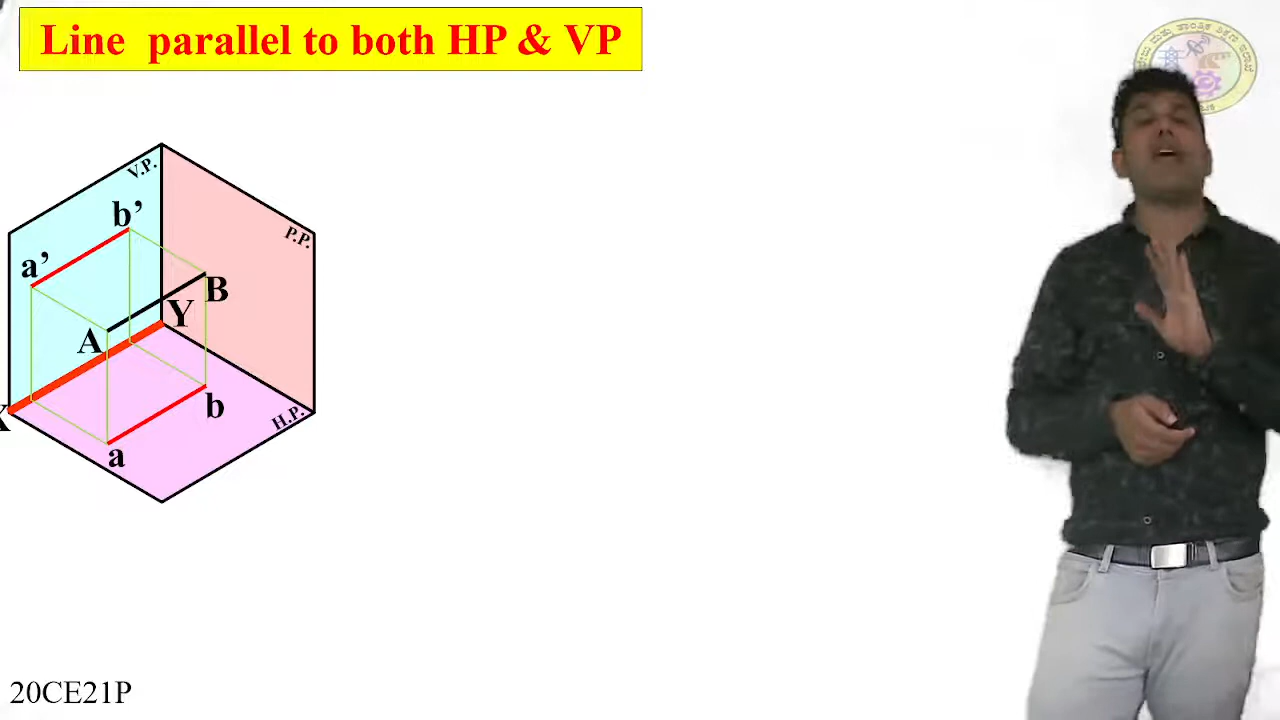 Line parallel to both HP & VP
V.P.
b’
P.P.
a’
B
Y
A
X
b
H.P.
a
20CE21P